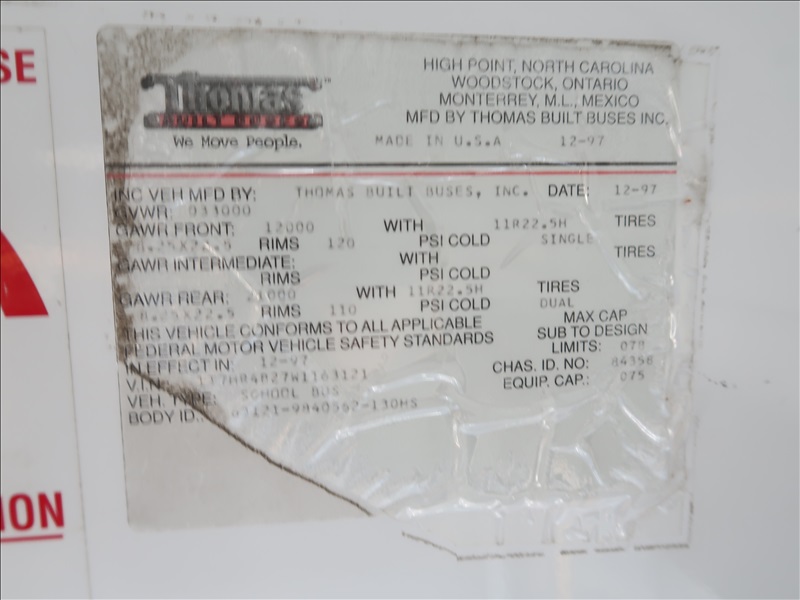 SE
ION
Thomas
BUILT BUSES
We Move People.
HIGH POINT, NORTH CAROLINA
WOODSTOCK, ONTARIO
MONTERREY, M.L., MEXICO
MFD BY THOMAS BUILT BUSES INC.
MADE IN U.S.A 12-97
INC VEH MFD BY: THOMAS BUILT BUSES, INC. DATE: 12-97
GVWR: 033000
GAWR FRONT: 12000 WITH 11R22.5H TIRES
RIMS 120 PSI COLD SINGLE
GAWR INTERMEDIATE: WITH TIRES
RIMS PSI COLD
GAWR REAR: 21000 WITH 11R22.5H TIRES
RIMS 110 PSI COLD DUAL
THIS VEHICLE CONFORMS TO ALL APPLICABLE
FEDERAL MOTOR VEHICLE SAFETY STANDARDS
IN EFFECT IN: 12-97
MAX CAP
SUB TO DESIGN
LIMITS: 078
CHAS. ID. NO:
EQUIP. CAP.: 075
V.I.N.:
VEH. TYPE: SCHOOL BUS
BODY ID.: